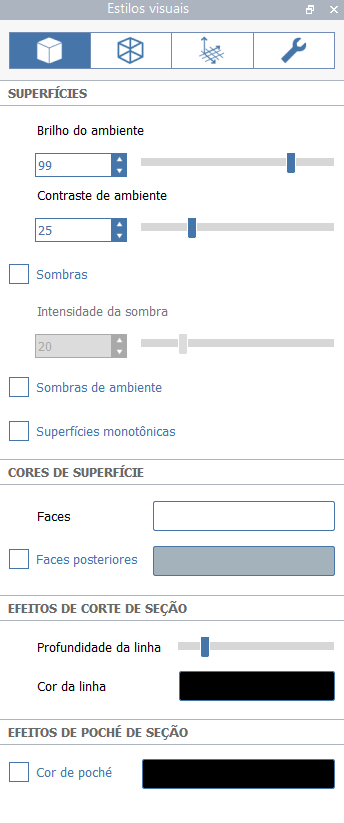 Estilos visuais
SUPERFÍCIES
Brilho do ambiente
99
Contraste de ambiente
25
Sombras
Intensidade da sombra
20
Sombras de ambiente
Superfícies monotônicas
CORES DE SUPERFÍCIE
Faces
Faces posteriores
EFEITOS DE CORTE DE SEÇÃO
Profundidade da linha
Cor da linha
EFEITOS DE POCHÉ DE SEÇÃO
Cor de poché